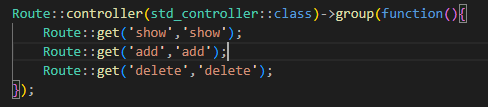 Route::controller(std_controller::class)->group(function(){
    Route::get('show','show');
    Route::get('add','add');
    Route::get('delete','delete');
});